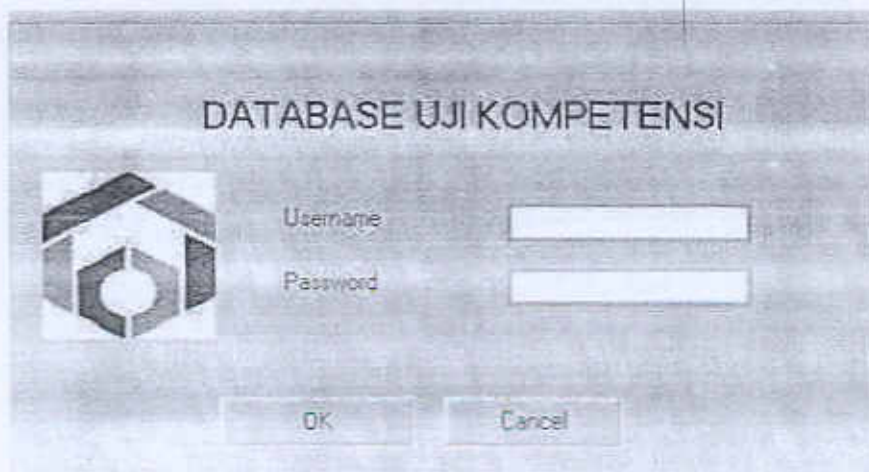 DATABASE UJI KOMPETENSI
Username
Password
OK
Cancel